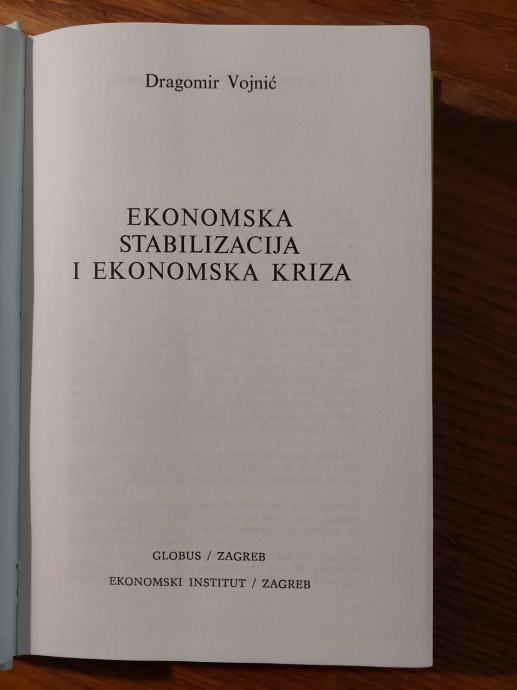 Dragomir Vojnić
EKONOMSKA
STABILIZACIJA
I EKONOMSKA KRIZA
GLOBUS / ZAGREB
EKONOMSKI INSTITUT / ZAGREB